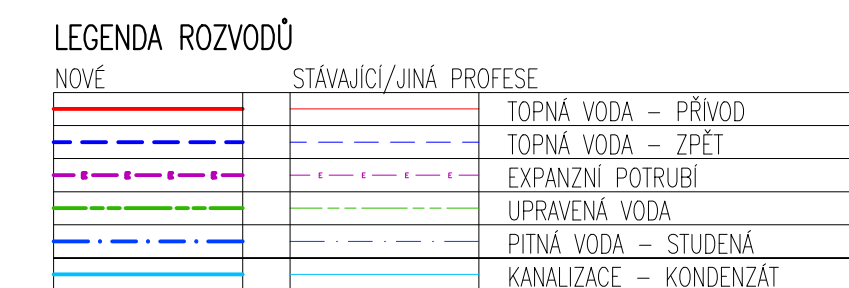 LEGENDA ROZVODŮ
NOVÉ STÁVAJÍCÍ/JINÁ PROFESE
TOPNÁ VODA – PŘÍVOD
TOPNÁ VODA – ZPĚT
E E E E E E E E EXPANZNÍ POTRUBÍ
UPRAVENÁ VODA
PITNÁ VODA – STUDENÁ
KANALIZACE – KONDENZÁT